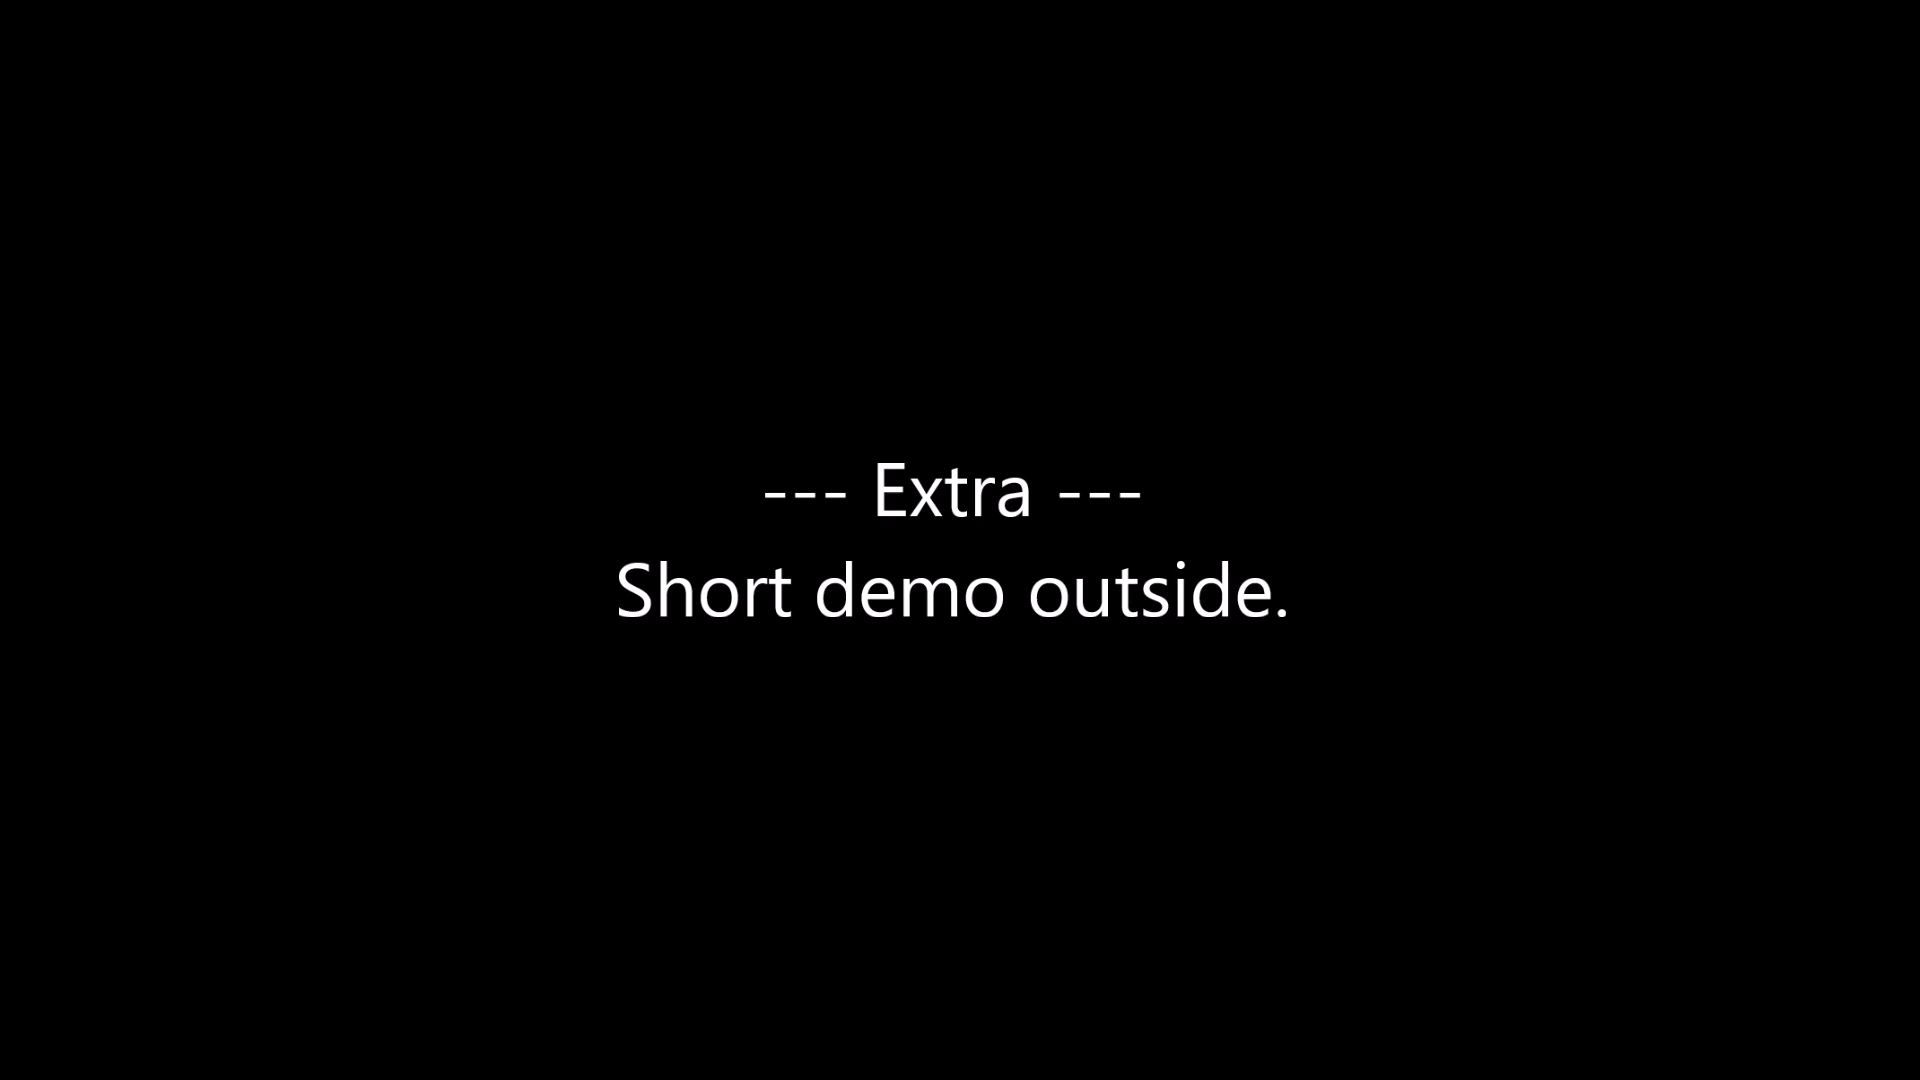 --- Extra ---
Short demo outside.